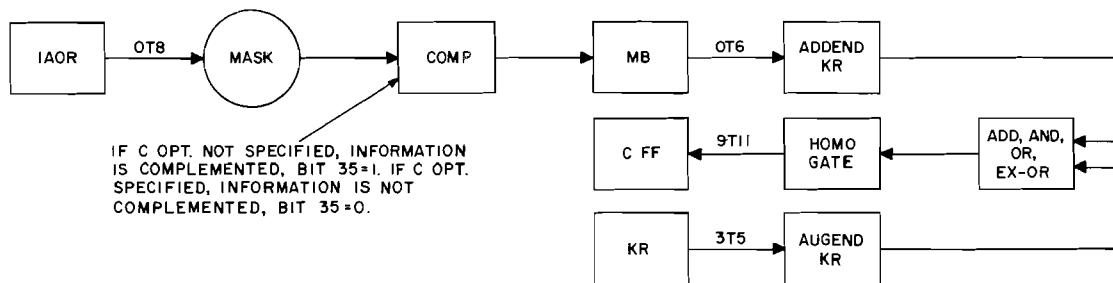 IAOR
OT8
MASK
COMP
MB
OT6
ADDEND
KR
IF C OPT. NOT SPECIFIED, INFORMATION
IS COMPLEMENTED, BIT 35=1. IF C OPT.
SPECIFIED, INFORMATION IS NOT
COMPLEMENTED, BIT 35=0.
C FF
9T11
HOMO
GATE
ADD, AND,
OR,
EX-OR
KR
3T5
AUGEND
KR